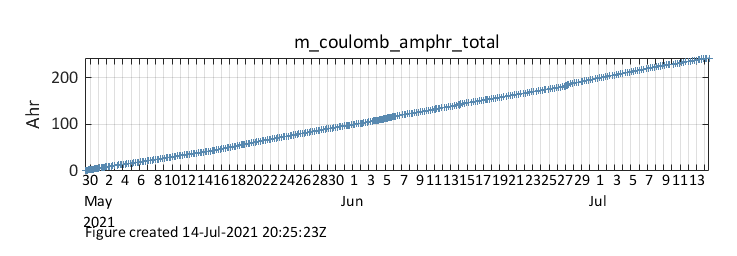 m_coulomb_amphr_total
Ahr
200
100
0
30 2 4 6 8 10 12 14 16 18 20 22 24 26 28 30 1 3 5 7 9 11 13 15 17 19 21 23 25 27 29 1 3 5 7 9 11 13
May Jun Jul
2021
Figure created 14-Jul-2021 20:25:23Z